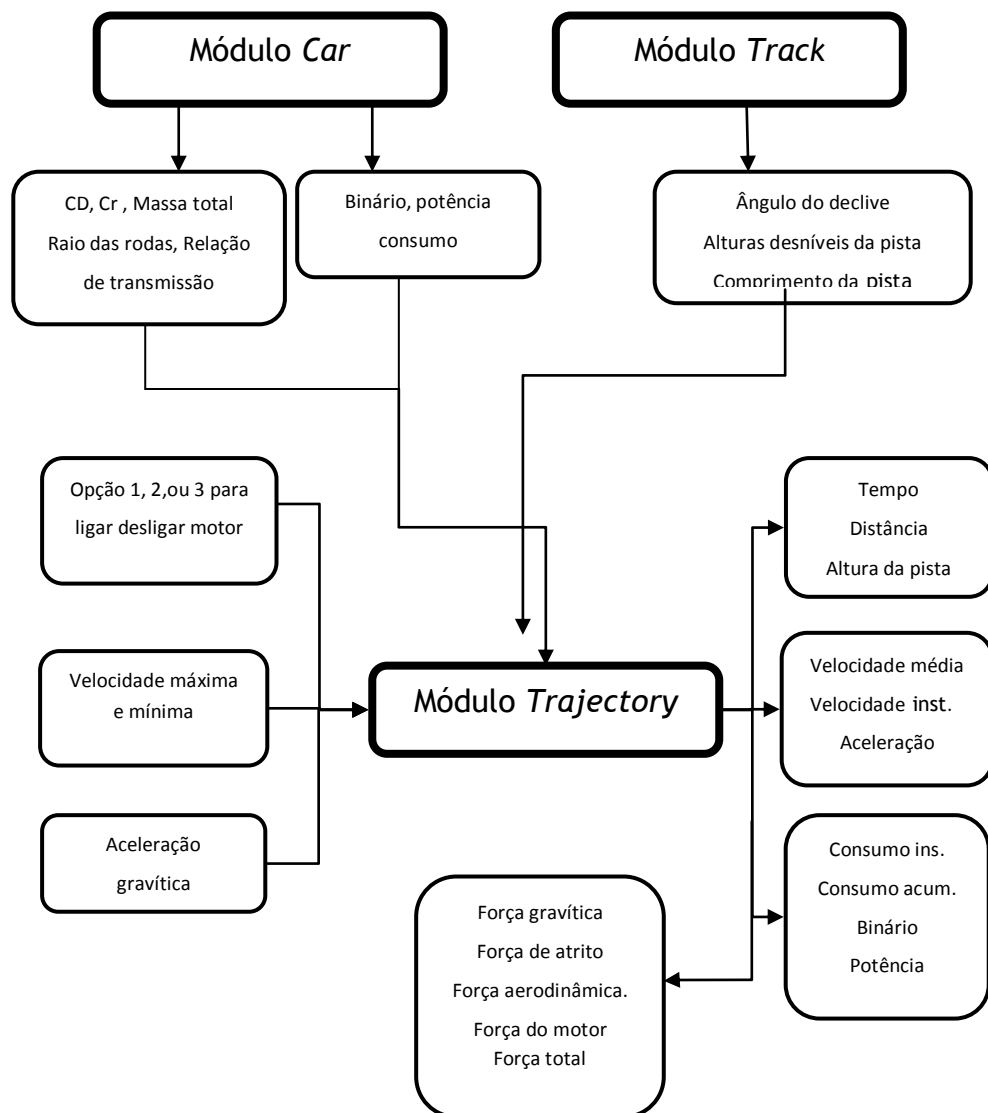 Módulo Car
Módulo Track
CD, Cr , Massa total
Raio das rodas, Relação
de transmissão
Binário, potência
consumo
Ângulo do declive
Alturas desníveis da pista
Comprimento da pista
Opção 1, 2,ou 3 para
ligar desligar motor
Tempo
Distância
Altura da pista
Velocidade máxima
e mínima
Módulo Trajectory
Velocidade média
Velocidade inst.
Aceleração
Aceleração
gravítica
Consumo ins.
Consumo acum.
Binário
Potência
Força gravítica
Força de atrito
Força aerodinâmica.
Força do motor
Força total